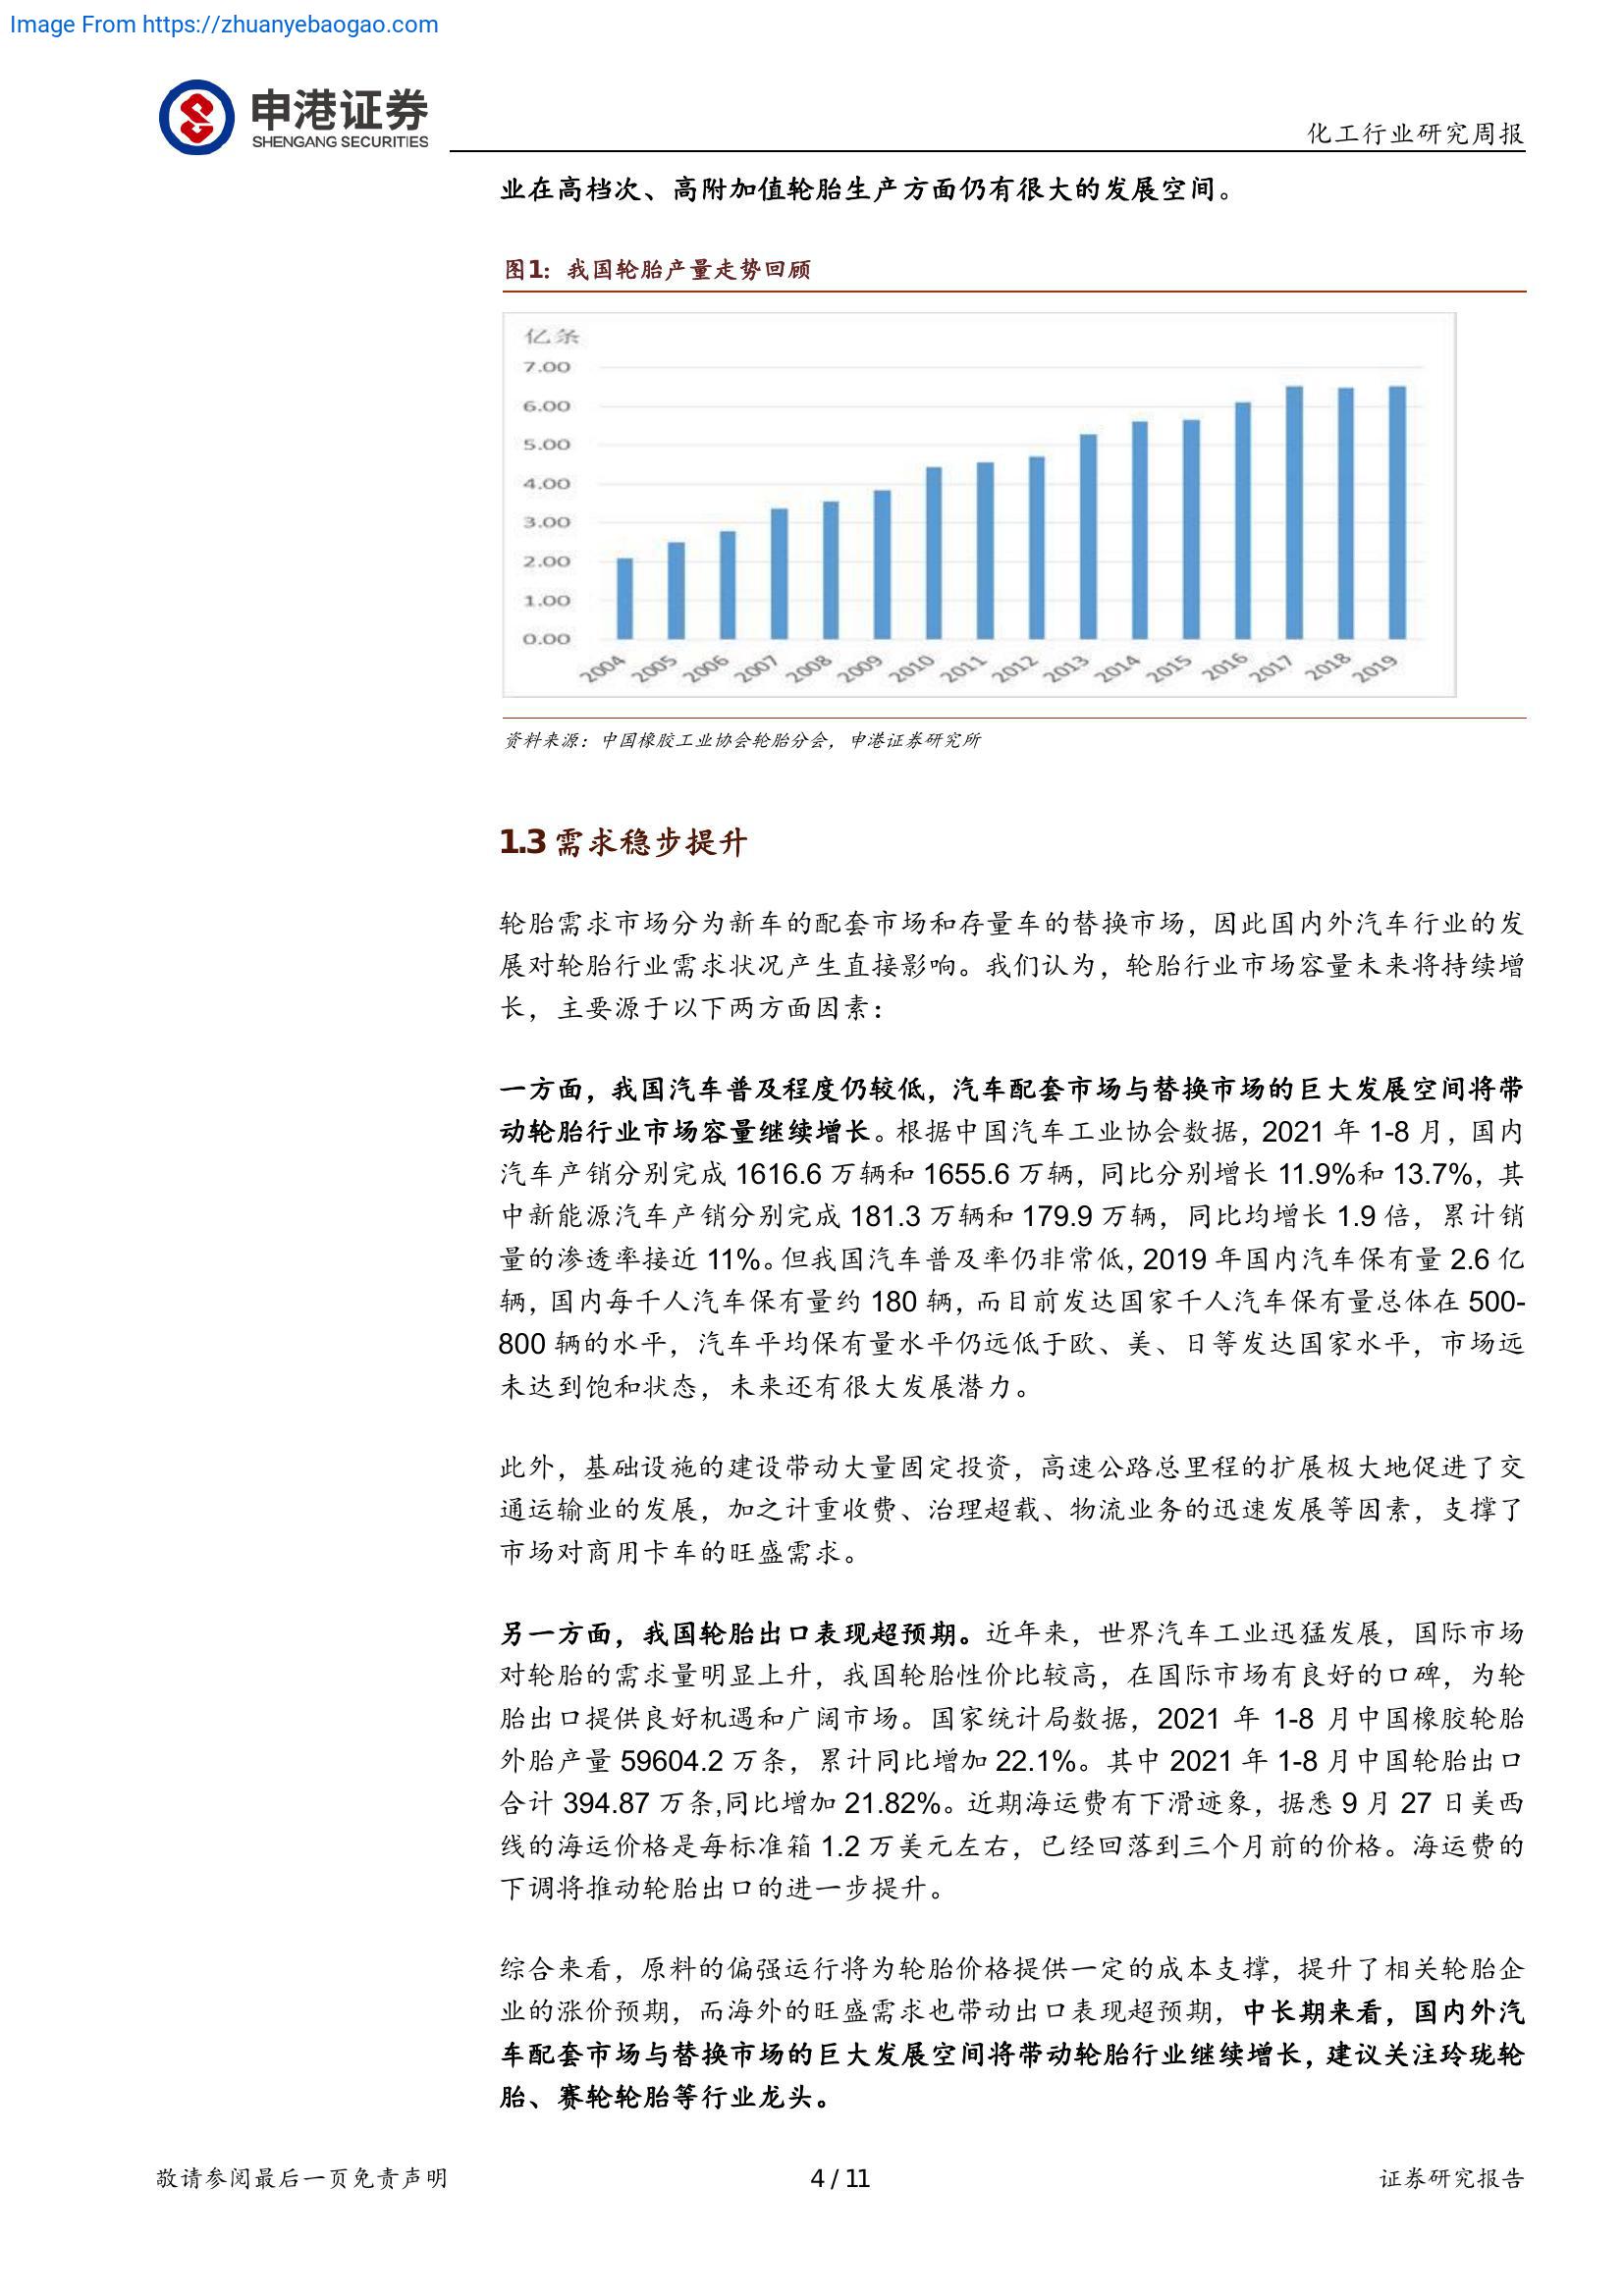 Image From https://zhuanyebaogao.com
申港证券
SHENGANG SECURITIES
化工行业研究周报
业在高档次、高附加值轮胎生产方面仍有很大的发展空间。
图1：我国轮胎产量走势回顾
亿条
7.00
6.00
5.00
4.00
3.00
2.00
1.00
0.00
2004 2005 2006 2007 2008 2009 2010 2011 2012 2013 2014 2015 2016 2017 2018 2019
资料来源：中国橡胶工业协会轮胎分会，申港证券研究所
1.3 需求稳步提升
轮胎需求市场分为新车的配套市场和存量车的替换市场，因此国内外汽车行业的发
展对轮胎行业需求状况产生直接影响。我们认为，轮胎行业市场容量未来将持续增
长，主要源于以下两方面因素：
一方面，我国汽车普及程度仍较低，汽车配套市场与替换市场的巨大发展空间将带
动轮胎行业市场容量继续增长。根据中国汽车工业协会数据，2021 年 1-8 月，国内
汽车产销分别完成 1616.6 万辆和 1655.6 万辆，同比分别增长 11.9%和 13.7%，其
中新能源汽车产销分别完成 181.3 万辆和 179.9 万辆，同比均增长 1.9 倍，累计销
量的渗透率接近 11%。但我国汽车普及率仍非常低，2019 年国内汽车保有量 2.6 亿
辆，国内每千人汽车保有量约 180 辆，而目前发达国家千人汽车保有量总体在 500-
800 辆的水平，汽车平均保有量水平仍远低于欧、美、日等发达国家水平，市场远
未达到饱和状态，未来还有很大发展潜力。
此外，基础设施的建设带动大量固定投资，高速公路总里程的扩展极大地促进了交
通运输业的发展，加之计重收费、治理超载、物流业务的迅速发展等因素，支撑了
市场对商用卡车的旺盛需求。
另一方面，我国轮胎出口表现超预期。近年来，世界汽车工业迅猛发展，国际市场
对轮胎的需求量明显上升，我国轮胎性价比较高，在国际市场有良好的口碑，为轮
胎出口提供良好机遇和广阔市场。国家统计局数据，2021 年 1-8 月中国橡胶轮胎
外胎产量 59604.2 万条，累计同比增加 22.1%。其中 2021 年 1-8 月中国轮胎出口
合计 394.87 万条,同比增加 21.82%。近期海运费有下滑迹象，据悉 9 月 27 日美西
线的海运价格是每标准箱 1.2 万美元左右，已经回落到三个月前的价格。海运费的
下调将推动轮胎出口的进一步提升。
综合来看，原料的偏强运行将为轮胎价格提供一定的成本支撑，提升了相关轮胎企
业的涨价预期，而海外的旺盛需求也带动出口表现超预期，中长期来看，国内外汽
车配套市场与替换市场的巨大发展空间将带动轮胎行业继续增长，建议关注玲珑轮
胎、赛轮轮胎等行业龙头。
敬请参阅最后一页免责声明
4 / 11
证券研究报告